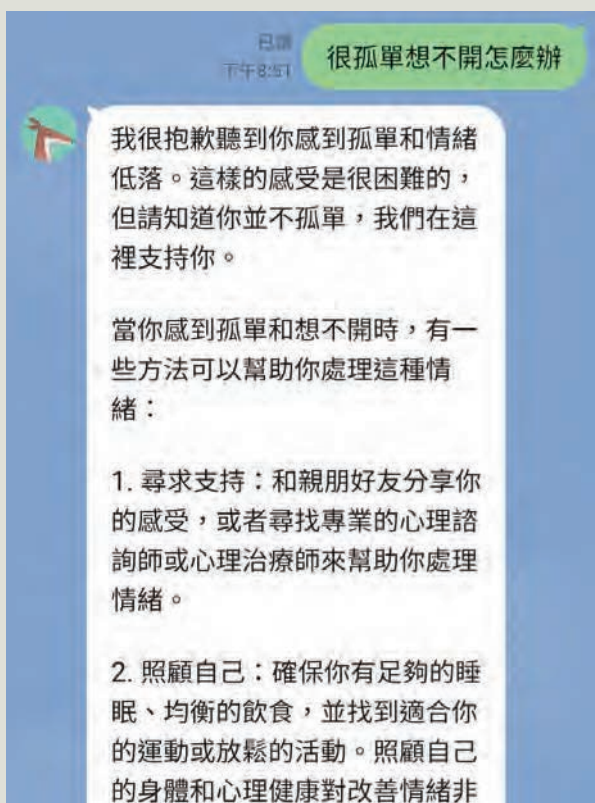 已讀
下午8:51
很孤單想不開怎麼辦
我很抱歉聽到你感到孤單和情緒
低落。這樣的感受是很困難的，
但請知道你並不孤單，我們在這
裡支持你。
當你感到孤單和想不開時，有一
些方法可以幫助你處理這種情
緒：
1. 尋求支持：和親朋好友分享你
的感受，或者尋找專業的心理諮
詢師或心理治療師來幫助你處理
情緒。
2. 照顧自己：確保你有足夠的睡
眠、均衡的飲食，並找到適合你
的運動或放鬆的活動。照顧自己
的身體和心理健康對改善情緒非